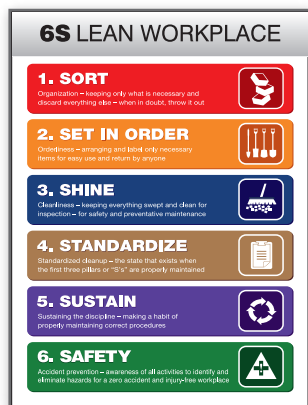 6S LEAN WORKPLACE
1. SORT
Organization – keeping only what is necessary and
discard everything else – when in doubt, throw it out
2. SET IN ORDER
Orderliness – arranging and label only necessary
items for easy use and return by anyone
3. SHINE
Cleanliness – keeping everything swept and clean for
inspection – for safety and preventative maintenance
4. STANDARDIZE
Standardized cleanup – the state that exists when
the first three pillars or "S's" are properly maintained
5. SUSTAIN
Sustaining the discipline – making a habit of
properly maintaining correct procedures
6. SAFETY
Accident prevention – awareness of all activities to identify and
eliminate hazards for a zero accident and injury-free workplace